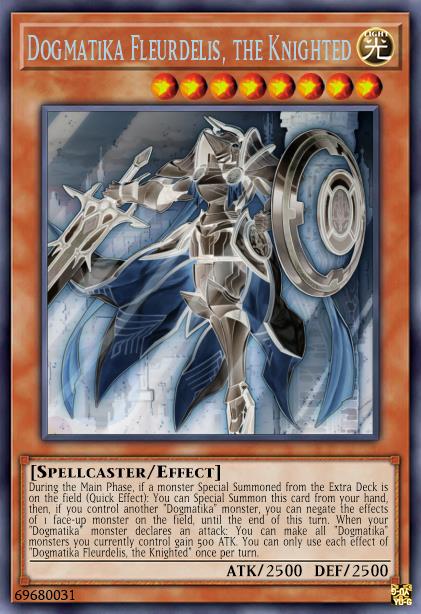 Dogmatika Fleurdelis, the Knighted
LIGHT
光
[Spellcaster/Effect]
During the Main Phase, if a monster Special Summoned from the Extra Deck is
on the field (Quick Effect): You can Special Summon this card from your hand,
then, if you control another "Dogmatika" monster, you can negate the effects
of 1 face-up monster on the field, until the end of this turn. When your
"Dogmatika" monster declares an attack: You can make all "Dogmatika"
monsters you currently control gain 500 ATK. You can only use each effect of
"Dogmatika Fleurdelis, the Knighted" once per turn.
ATK/2500 DEF/2500
69680031